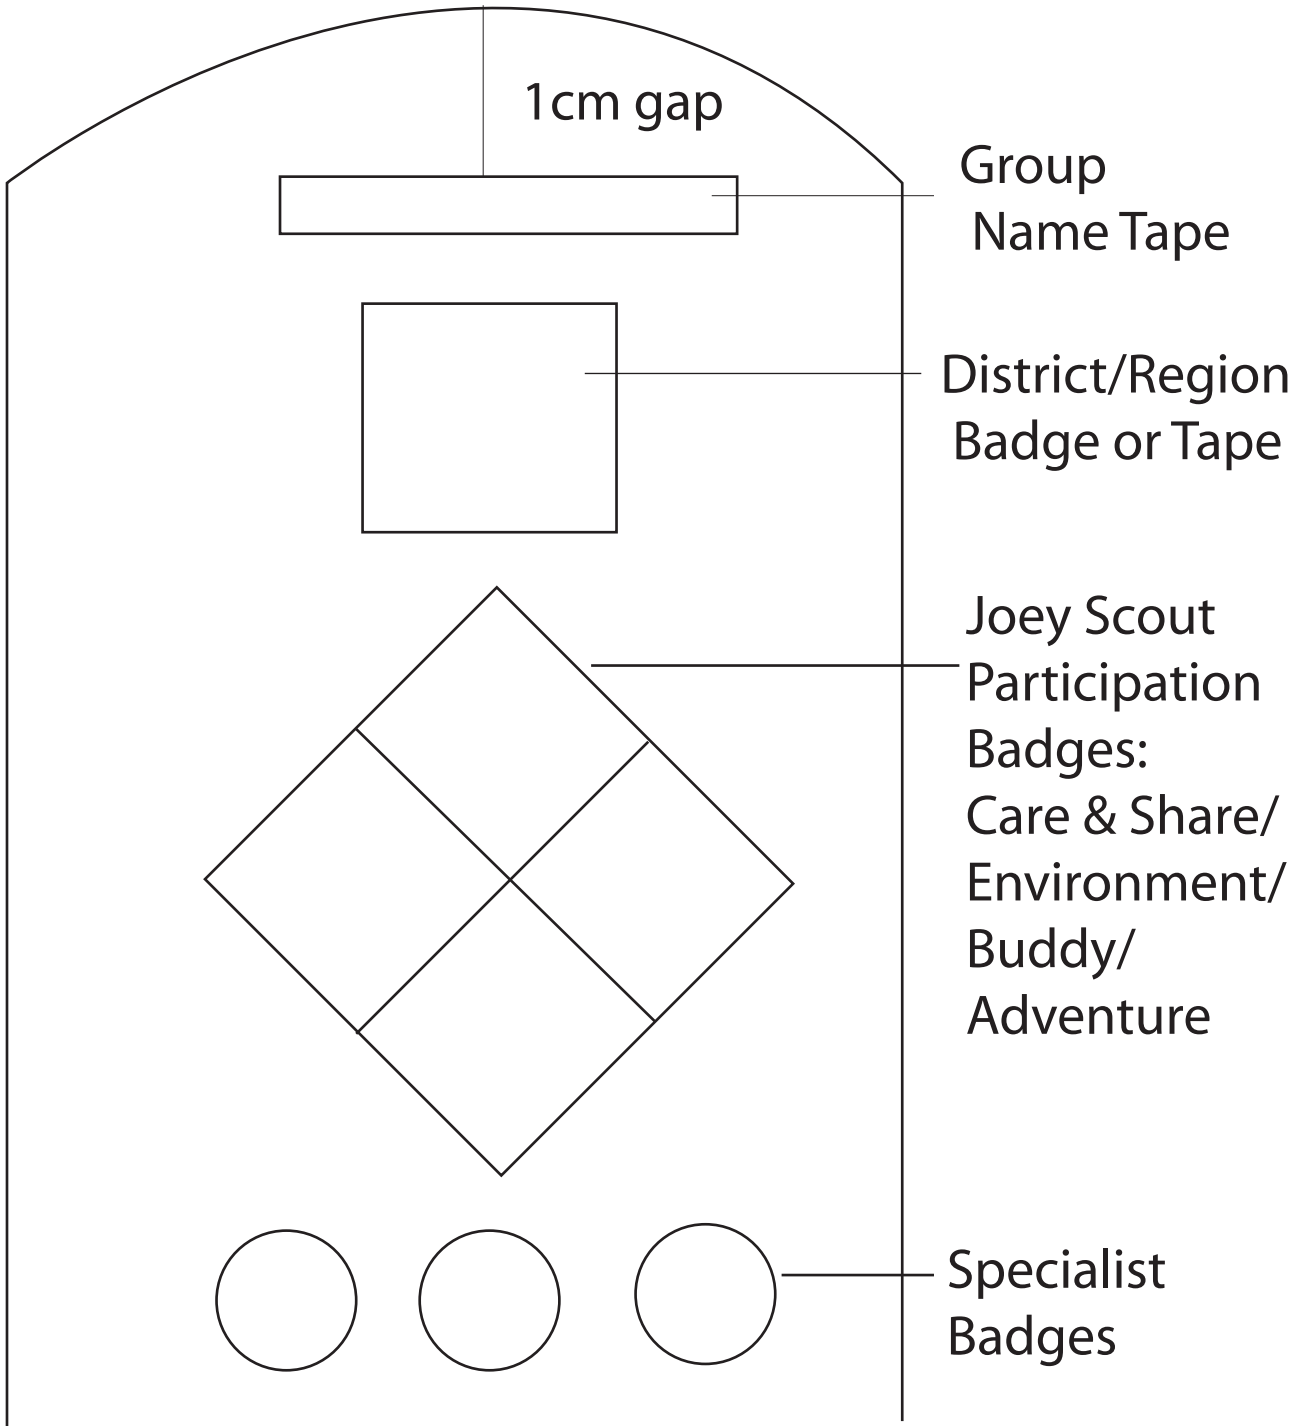 1cm gap
Group
Name Tape
District/Region
Badge or Tape
Joey Scout
Participation
Badges:
Care & Share/
Environment/
Buddy/
Adventure
Specialist
Badges